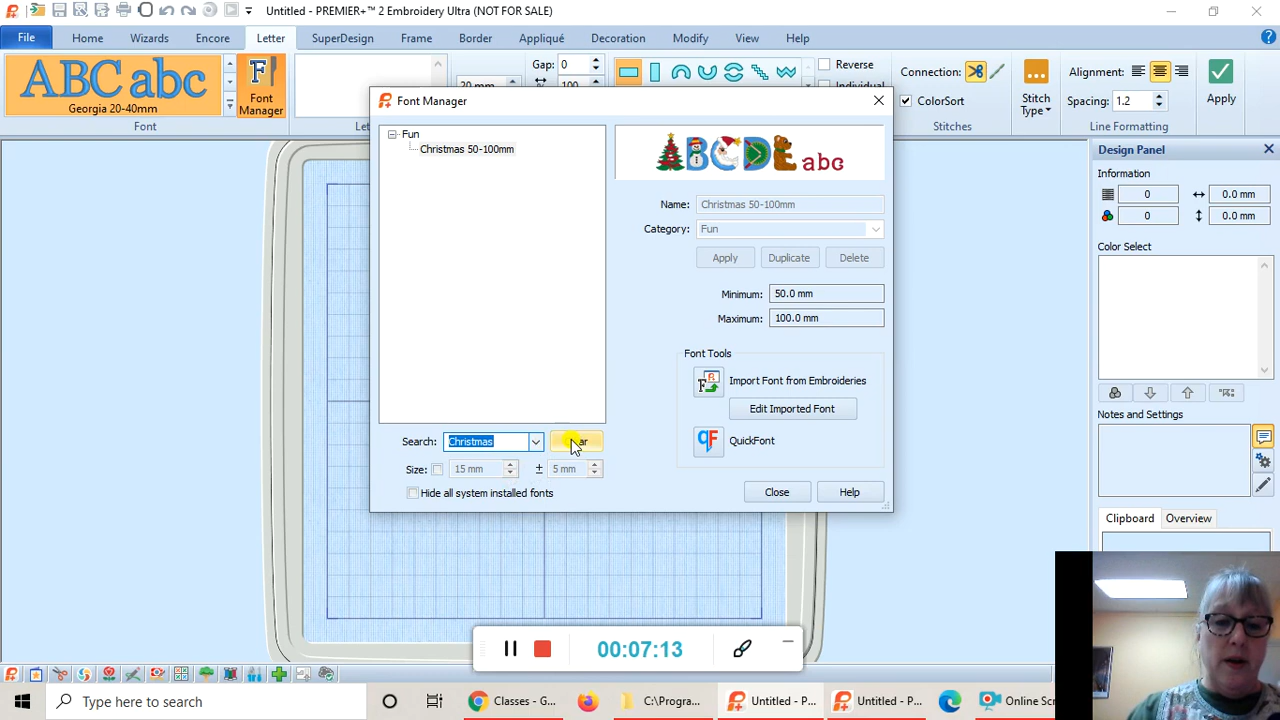 Untitled - PREMIER+™ 2 Embroidery Ultra (NOT FOR SALE)
File Home Wizards Encore Letter SuperDesign Frame Border Appliqué Decoration Modify View Help
ABC abc
Georgia 20-40mm
Font Manager
Font
Gap: 0
20 mm
100
Reverse
Connection:
ColorSort
Stitch Type
Stitches
Alignment:
Spacing: 1.2
Line Formatting
Apply
Font Manager
Fun
Christmas 50-100mm
ABCDE abc
Name: Christmas 50-100mm
Category: Fun
Apply Duplicate Delete
Minimum: 50.0 mm
Maximum: 100.0 mm
Font Tools
Import Font from Embroideries
Edit Imported Font
QuickFont
Search: Christmas
Size: 15 mm ± 5 mm
Hide all system installed fonts
Close Help
Design Panel
Information
0 0.0 mm
0 0.0 mm
Color Select
Notes and Settings
Clipboard Overview
00:07:13
Type here to search
Classes - G...
C:\Progra...
Untitled - P...
Untitled - P...
Online Scr